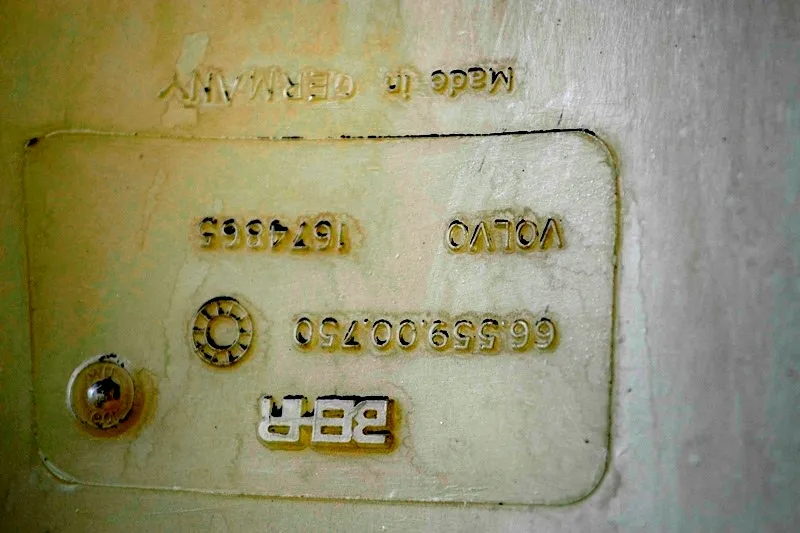 BEHR
66.559.00.750
VOLVO 1674865
Made in GERMANY